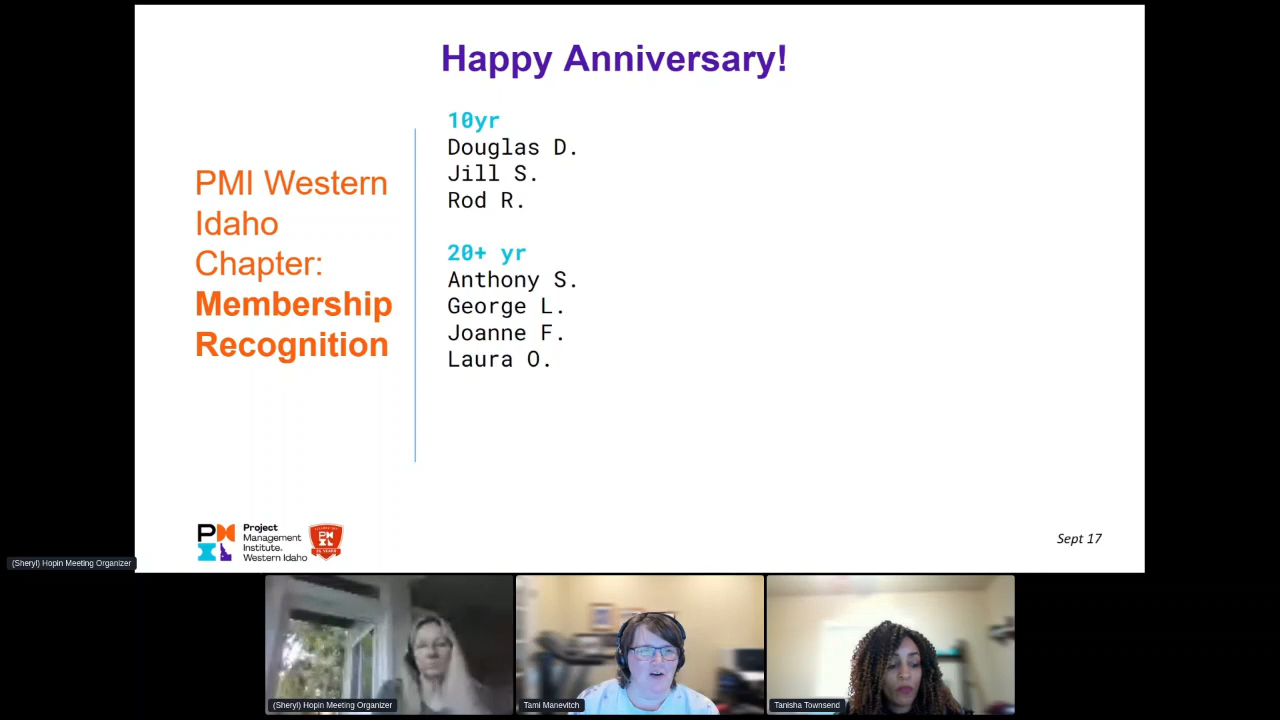 Happy Anniversary!
10yr
Douglas D.
Jill S.
Rod R.
20+ yr
Anthony S.
George L.
Joanne F.
Laura O.
PMI Western
Idaho
Chapter:
Membership
Recognition
Project
Management
Institute.
Western Idaho
Sept 17
(Sheryl) Hopin Meeting Organizer
(Sheryl) Hopin Meeting Organizer
Tami Manevitch
Tanisha Townsend